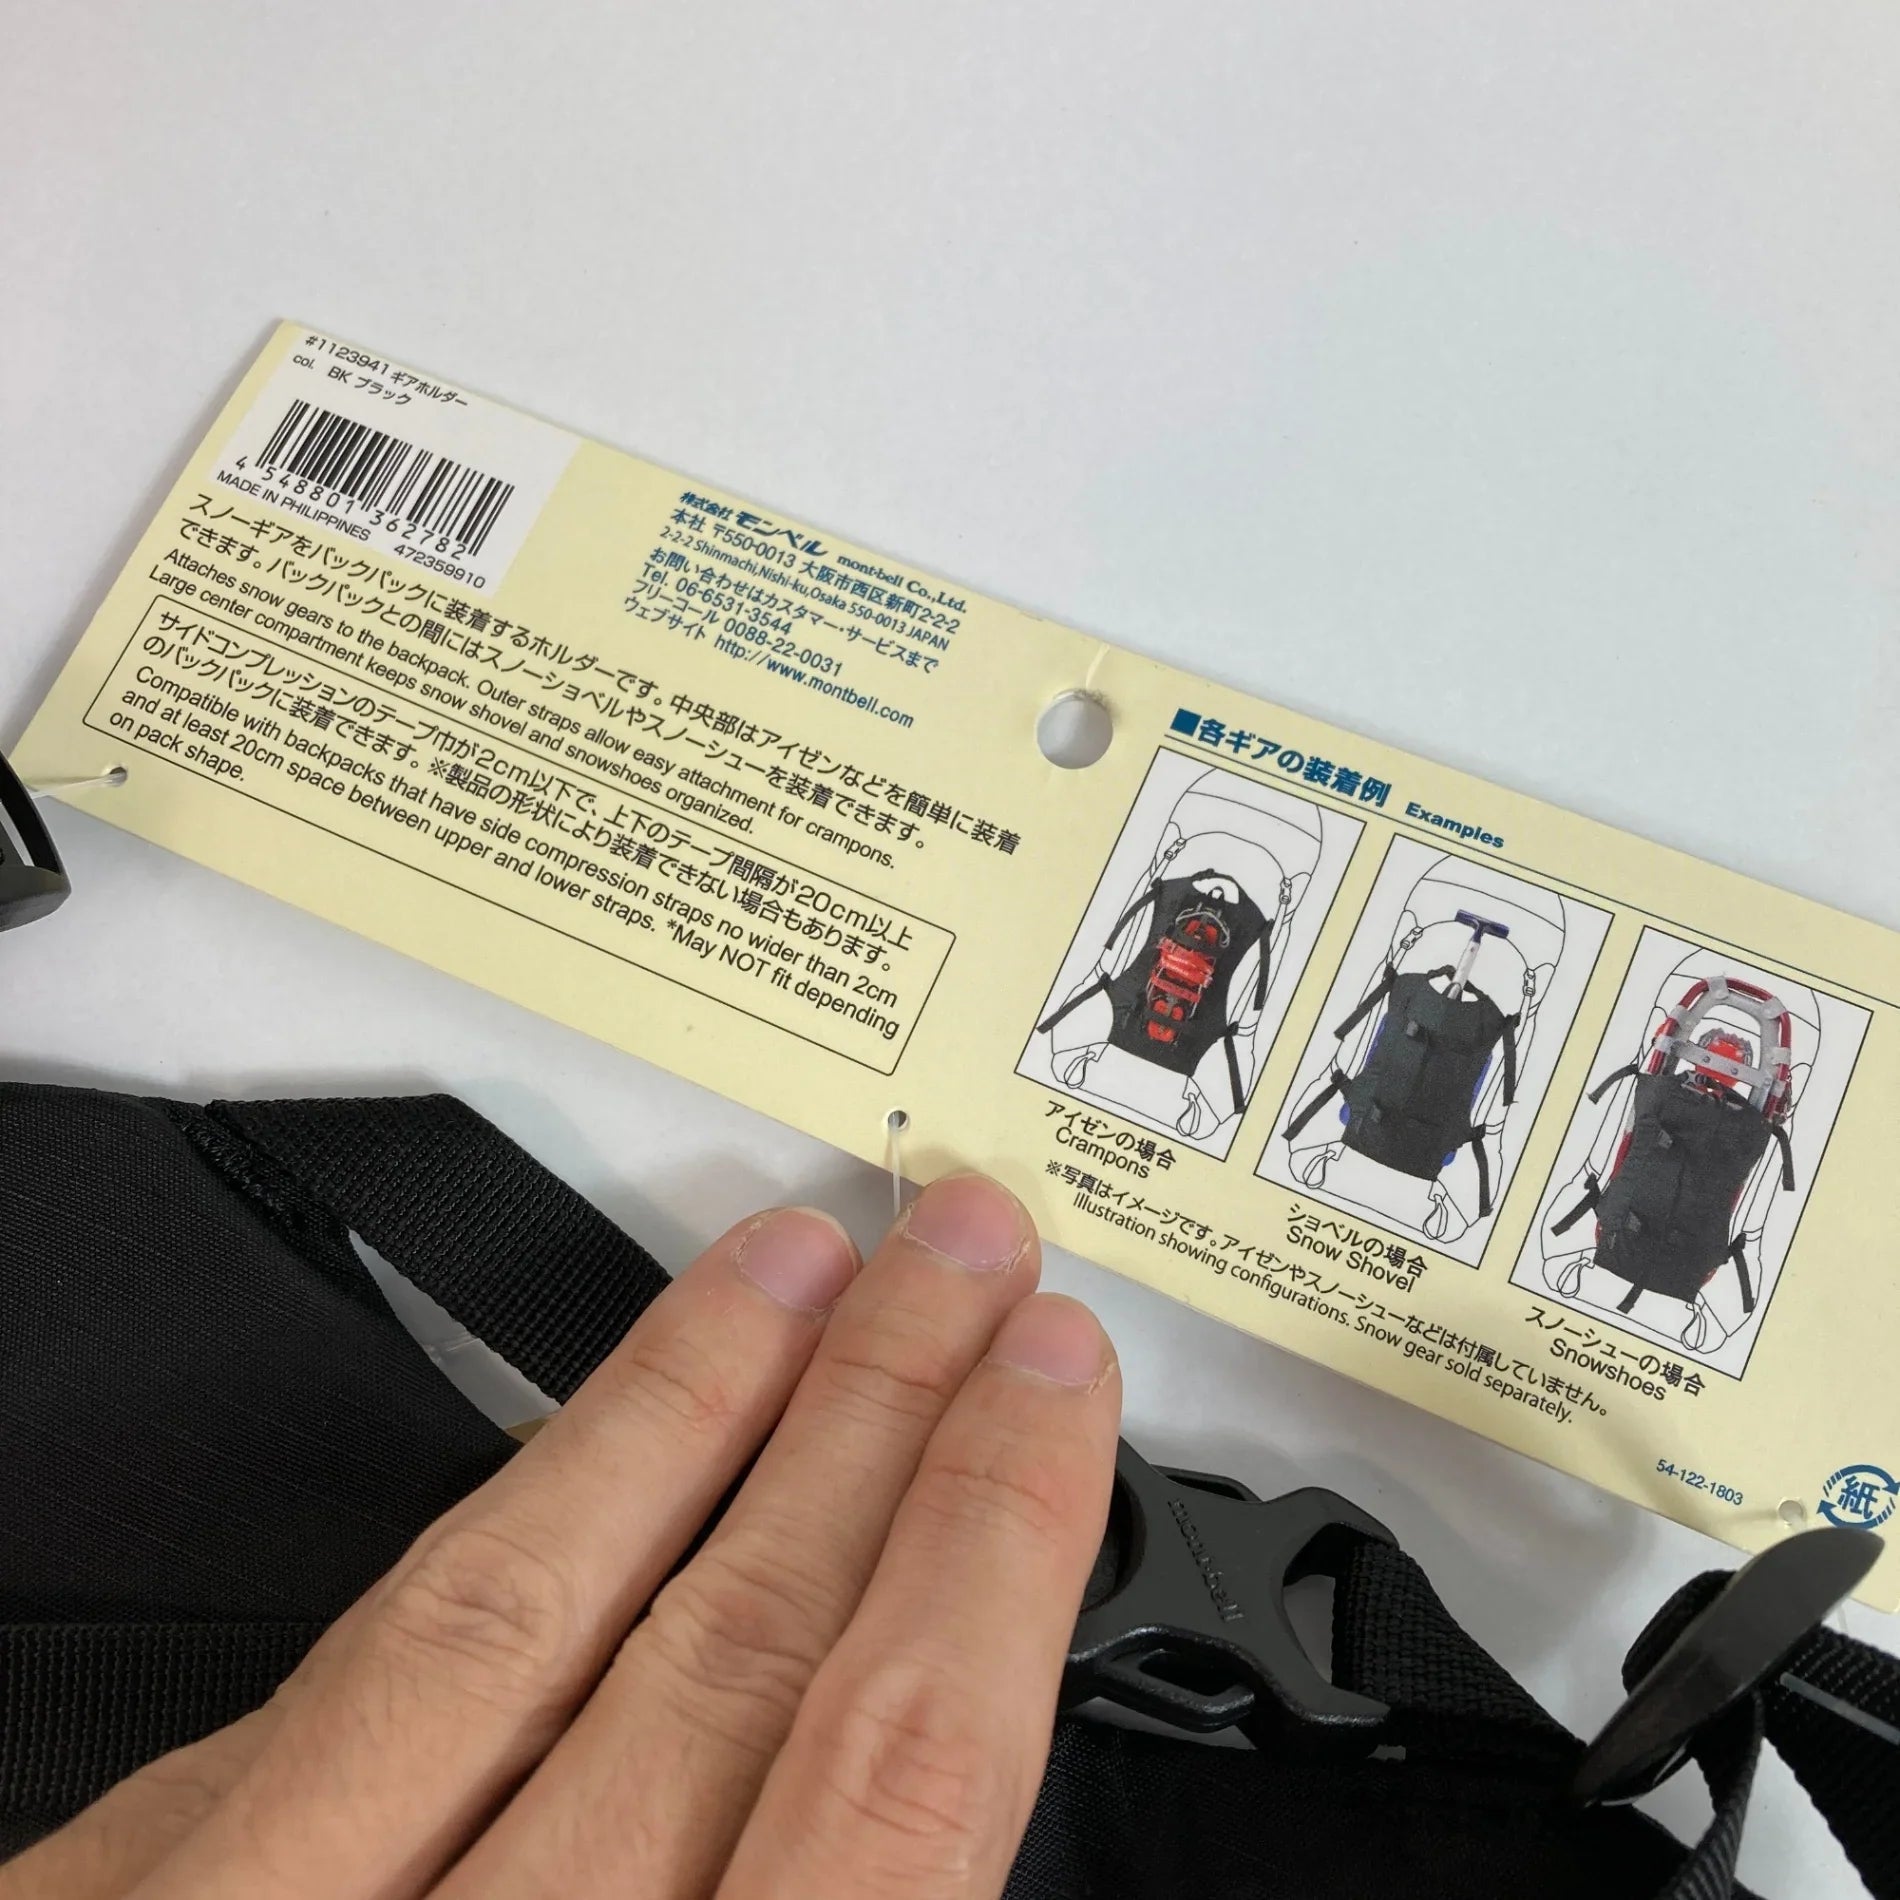 #1123941 ギアホルダー
col. BK ブラック
4 548801 362782
MADE IN PHILIPPINES 472359910
株式会社 モンベル mont-bell Co.,Ltd.
本社 〒550-0013 大阪市西区新町2-2-2
2-2-2 Shinmachi,Nishi-ku,Osaka 550-0013 JAPAN
お問い合わせはカスタマー・サービスまで
Tel. 06-6531-3544
フリーコール 0088-22-0031
ウェブサイト http://www.montbell.com
スノーギアをバックパックに装着するホルダーです。中央部はアイゼンなどを簡単に装着
できます。バックパックとの間にはスノーショベルやスノーシューを装着できます。
Attaches snow gears to the backpack. Outer straps allow easy attachment for crampons.
Large center compartment keeps snow shovel and snowshoes organized.
サイドコンプレッションのテープ巾が2cm以下で、上下のテープ間隔が20cm以上
のバックパックに装着できます。※製品の形状により装着できない場合もあります。
Compatible with backpacks that have side compression straps no wider than 2cm
and at least 20cm space between upper and lower straps. *May NOT fit depending
on pack shape.
■各ギアの装着例 Examples
アイゼンの場合
Crampons
ショベルの場合
Snow Shovel
スノーシューの場合
Snowshoes
※写真はイメージです。アイゼンやスノーシューなどは付属していません。
Illustration showing configurations. Snow gear sold separately.
54-122-1803
紙
mont-bell